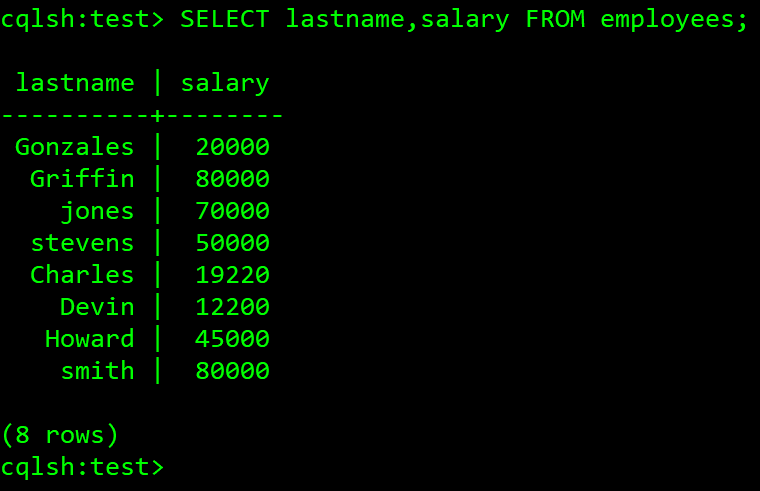 cqlsh:test> SELECT lastname,salary FROM employees;
 lastname | salary
----------+--------
 Gonzales |  20000
  Griffin |  80000
    jones |  70000
  stevens |  50000
  Charles |  19220
    Devin |  12200
   Howard |  45000
    smith |  80000
(8 rows)
cqlsh:test>